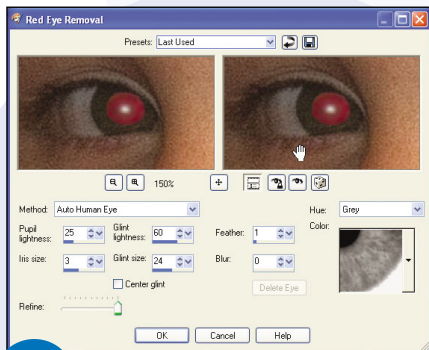 Red Eye Removal
Presets: Last Used
150%
Method: Auto Human Eye
Hue: Grey
Pupil lightness: 25
Glint lightness: 60
Feather: 1
Color:
Iris size: 3
Glint size: 24
Blur: 0
Center glint
Delete Eye
Refine:
OK Cancel Help